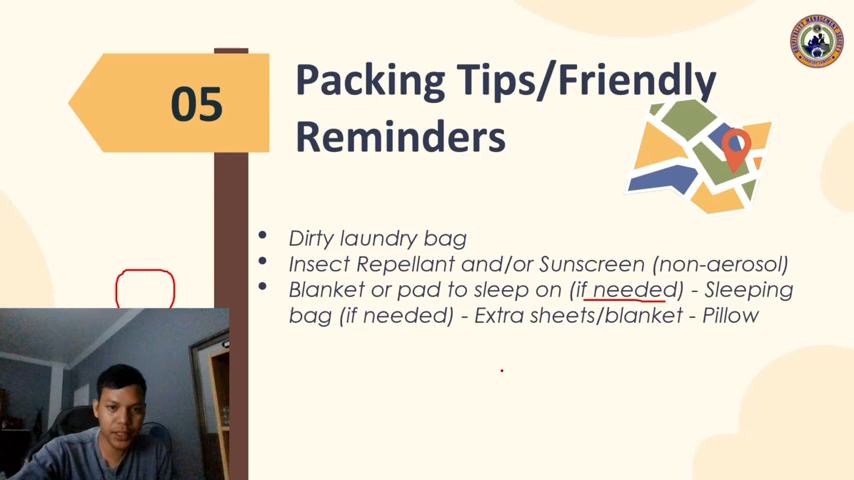 05
Packing Tips/Friendly
Reminders
• Dirty laundry bag
• Insect Repellant and/or Sunscreen (non-aerosol)
• Blanket or pad to sleep on (if needed) - Sleeping
bag (if needed) - Extra sheets/blanket - Pillow